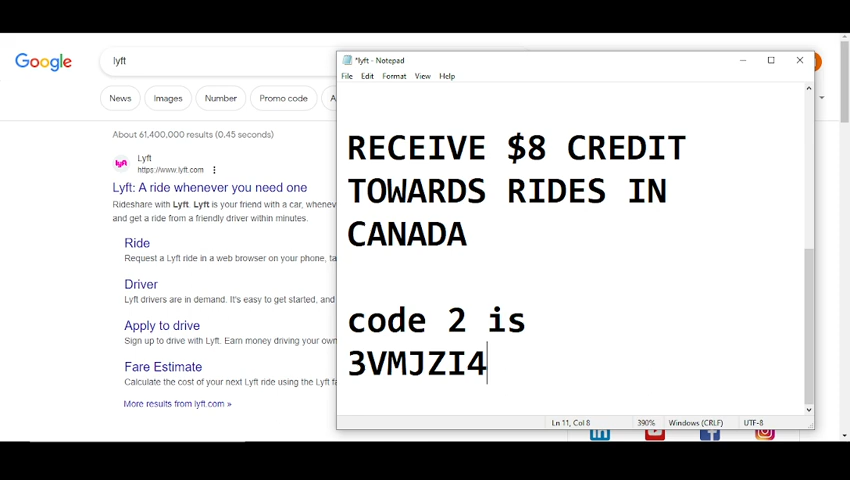 Google
lyft
News
Images
Number
Promo code
About 61,400,000 results (0.45 seconds)
Lyft
https://www.lyft.com
Lyft: A ride whenever you need one
Rideshare with Lyft. Lyft is your friend with a car, wheneve
and get a ride from a friendly driver within minutes.
Ride
Request a Lyft ride in a web browser on your phone, ta
Driver
Lyft drivers are in demand. It's easy to get started, and
Apply to drive
Sign up to drive with Lyft. Earn money driving your own
Fare Estimate
Calculate the cost of your next Lyft ride using the Lyft fa
More results from lyft.com »
*lyft - Notepad
File Edit Format View Help
RECEIVE $8 CREDIT
TOWARDS RIDES IN
CANADA
code 2 is
3VMJZI4
Ln 11, Col 8
390%
Windows (CRLF)
UTF-8